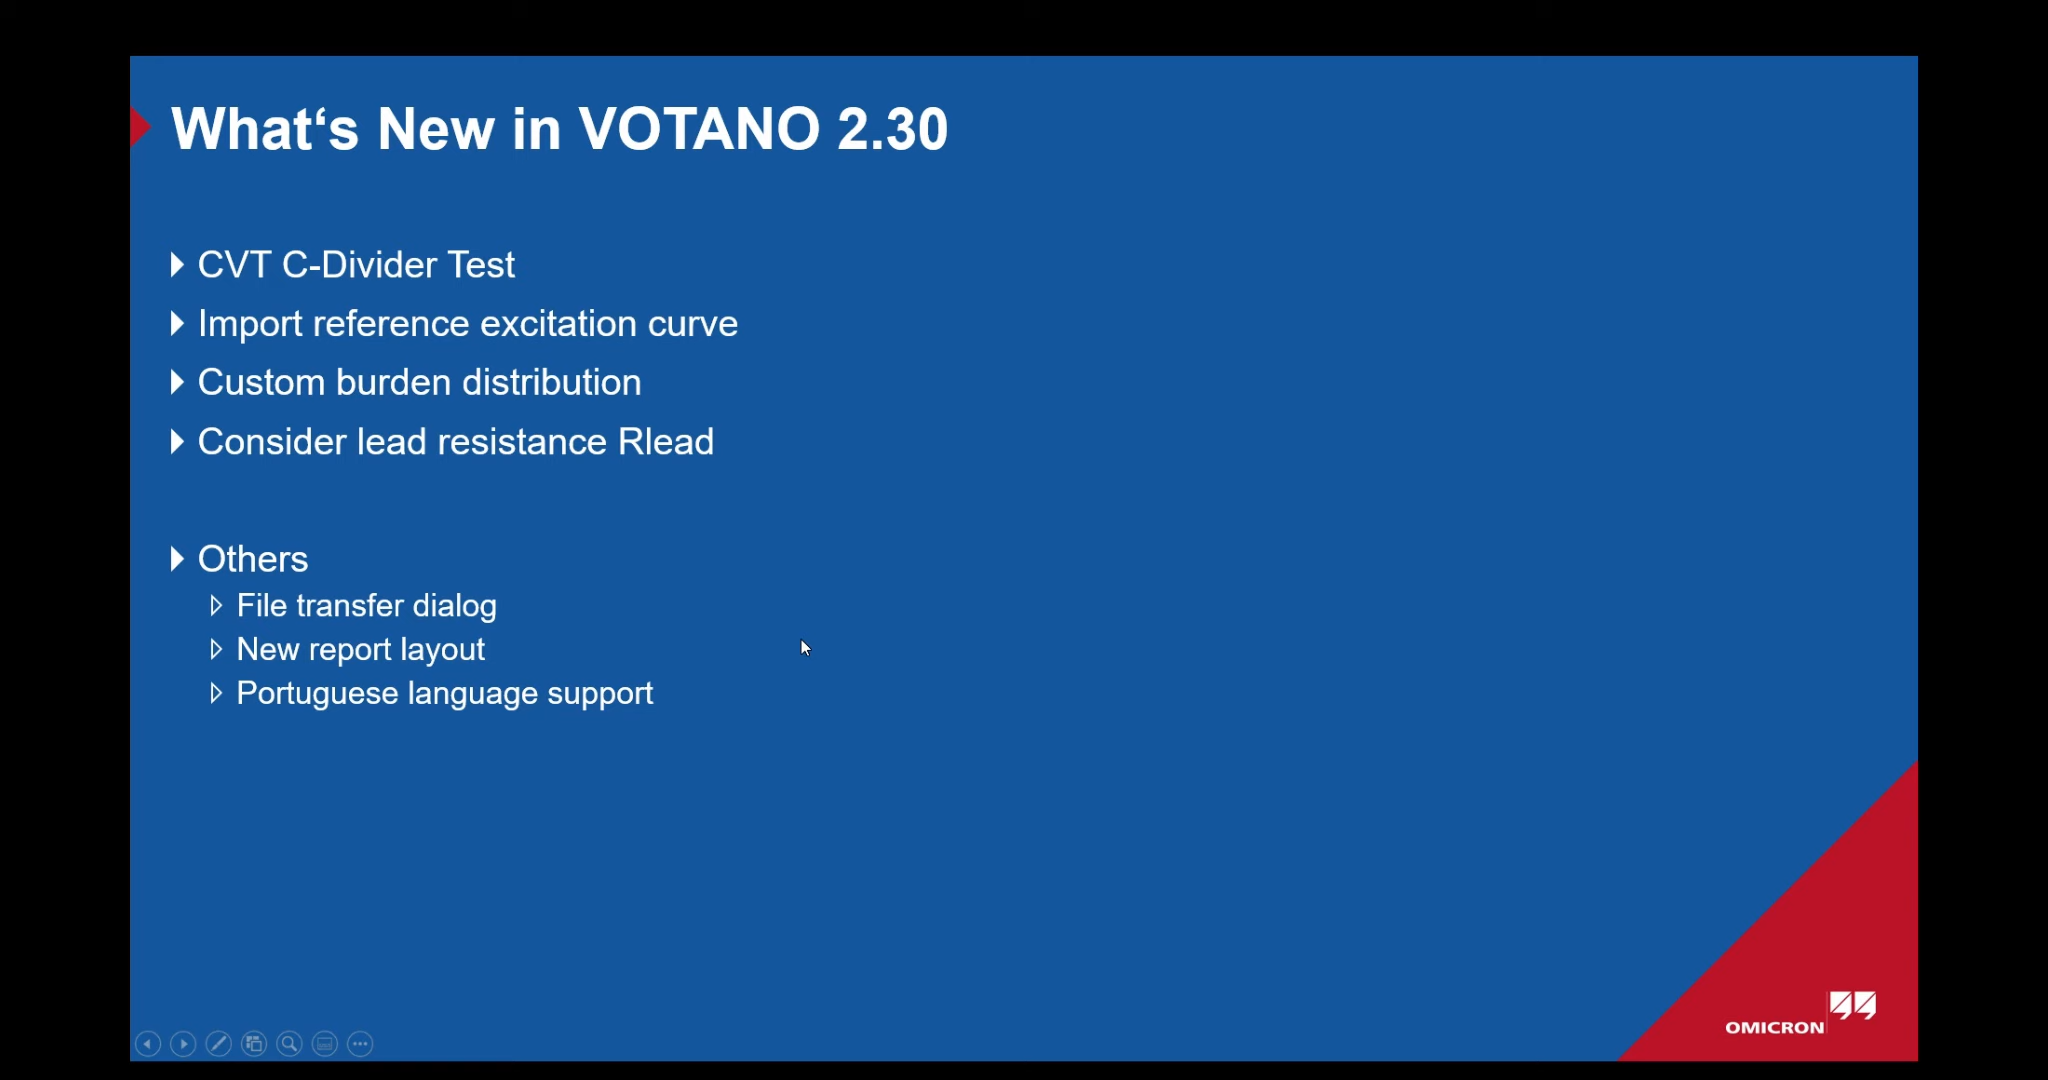 What‘s New in VOTANO 2.30
CVT C-Divider Test
Import reference excitation curve
Custom burden distribution
Consider lead resistance Rlead
Others
File transfer dialog
New report layout
Portuguese language support
OMICRON